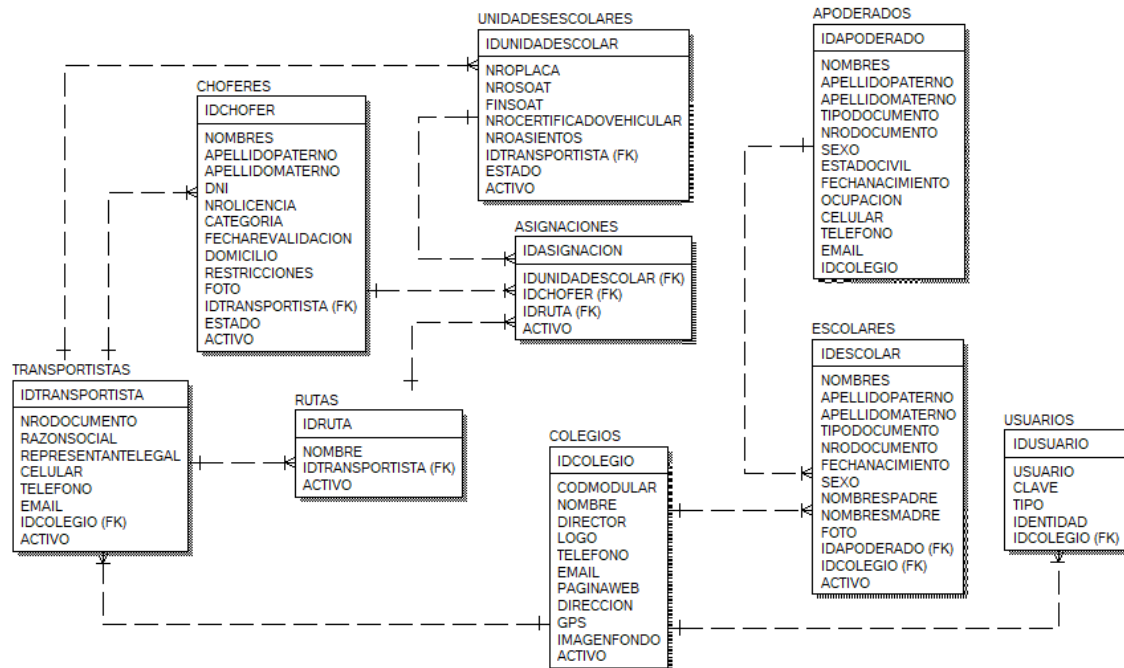 UNIDADESESCOLARES
IDUNIDADESCOLAR
NROPLACA
NROSOAT
FINSOAT
NROCERTIFICADOVEHICULAR
NROASIENTOS
IDTRANSPORTISTA (FK)
ESTADO
ACTIVO
APODERADOS
IDAPODERADO
NOMBRES
APELLIDOPATERNO
APELLIDOMATERNO
TIPODOCUMENTO
NRODOCUMENTO
SEXO
ESTADOCIVIL
FECHANACIMIENTO
OCUPACION
CELULAR
TELEFONO
EMAIL
IDCOLEGIO
CHOFERES
IDCHOFER
NOMBRES
APELLIDOPATERNO
APELLIDOMATERNO
DNI
NROLICENCIA
CATEGORIA
FECHAREVALIDACION
DOMICILIO
RESTRICCIONES
FOTO
IDTRANSPORTISTA (FK)
ESTADO
ACTIVO
ASIGNACIONES
IDASIGNACION
IDUNIDADESCOLAR (FK)
IDCHOFER (FK)
IDRUTA (FK)
ACTIVO
TRANSPORTISTAS
IDTRANSPORTISTA
NRODOCUMENTO
RAZONSOCIAL
REPRESENTANTELEGAL
CELULAR
TELEFONO
EMAIL
IDCOLEGIO (FK)
ACTIVO
RUTAS
IDRUTA
NOMBRE
IDTRANSPORTISTA (FK)
ACTIVO
COLEGIOS
IDCOLEGIO
CODMODULAR
NOMBRE
DIRECTOR
LOGO
TELEFONO
EMAIL
PAGINAWEB
DIRECCION
GPS
IMAGENFONDO
ACTIVO
ESCOLARES
IDESCOLAR
NOMBRES
APELLIDOPATERNO
APELLIDOMATERNO
TIPODOCUMENTO
NRODOCUMENTO
FECHANACIMIENTO
SEXO
NOMBRESPADRE
NOMBRESMADRE
FOTO
IDAPODERADO (FK)
IDCOLEGIO (FK)
ACTIVO
USUARIOS
IDUSUARIO
USUARIO
CLAVE
TIPO
IDENTIDAD
IDCOLEGIO (FK)